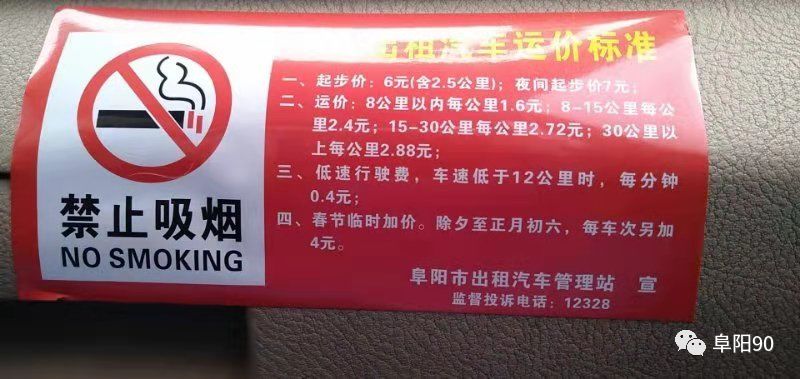 禁止吸烟
NO SMOKING
出租汽车运价标准
一、起步价：6元(含2.5公里)；夜间起步价7元；
二、运价：8公里以内每公里1.6元；8-15公里每公
里2.4元；15-30公里每公里2.72元；30公里以
上每公里2.88元；
三、低速行驶费，车速低于12公里时，每分钟
0.4元；
四、春节临时加价。除夕至正月初六，每车次另加
4元。
阜阳市出租汽车管理站 宣
监督投诉电话：12328
阜阳90